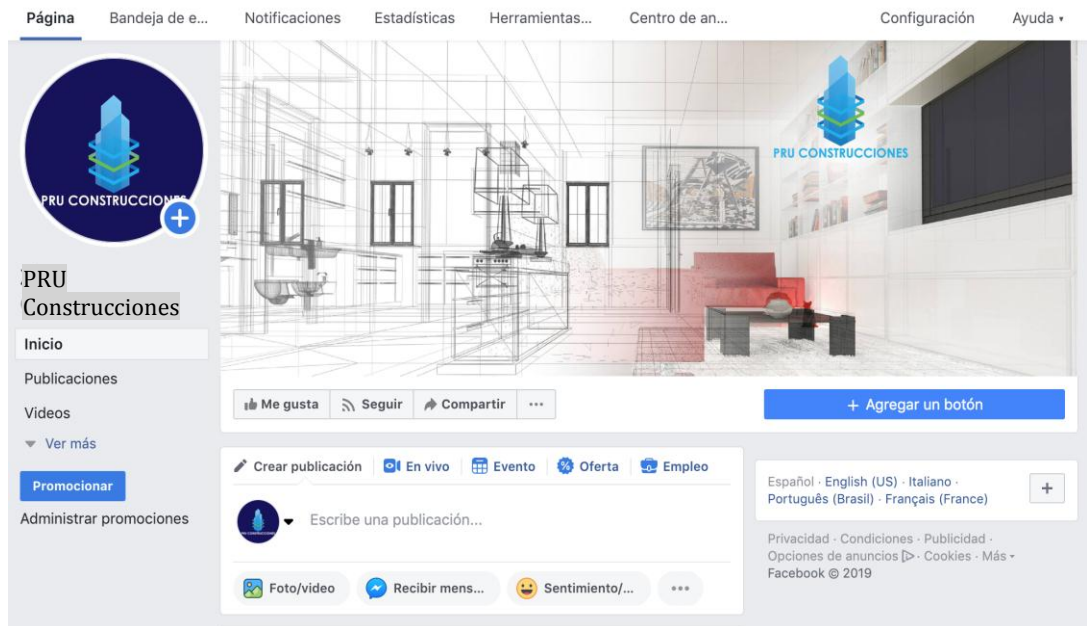 Página Bandeja de e... Notificaciones Estadísticas Herramientas... Centro de an... Configuración Ayuda
PRU CONSTRUCCIONES
PRU CONSTRUCCIONES
PRU
Construcciones
Inicio
Publicaciones
Videos
Ver más
Promocionar
Administrar promociones
Me gusta Seguir Compartir ...
+ Agregar un botón
Crear publicación En vivo Evento Oferta Empleo
Escribe una publicación...
Foto/video Recibir mens... Sentimiento/... ...
Español · English (US) · Italiano ·
Português (Brasil) · Français (France)
+
Privacidad · Condiciones · Publicidad ·
Opciones de anuncios · Cookies · Más
Facebook © 2019